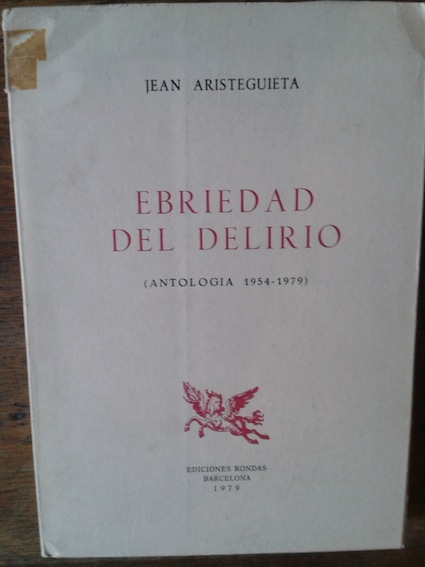 JEAN ARISTEGUIETA
EBRIEDAD
DEL DELIRIO
(ANTOLOGIA 1954-1979)
EDICIONES RONDAS
BARCELONA
1979